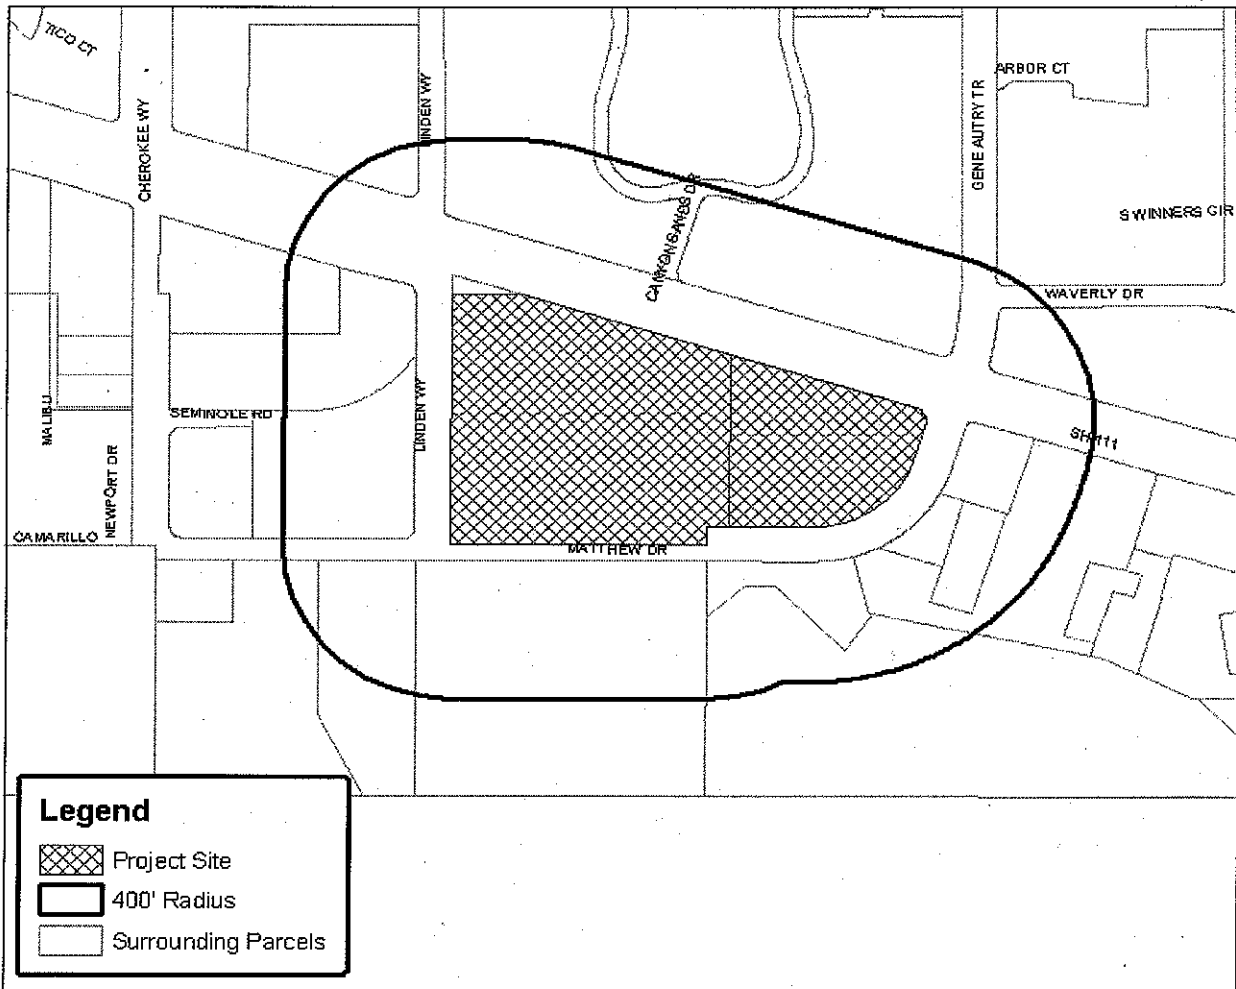 TICO CT
CHEROKEE WY
INDEN WY
ARBOR CT
GENE AUTRY TR
S WINNERS CIR
CANYON SANDS DR
WAVERLY DR
MALIBU
SEMINOLE RD
LINDEN WY
SH 111
NEWPORT DR
CAMARILLO
MATTHEW DR
Legend
Project Site
400' Radius
Surrounding Parcels